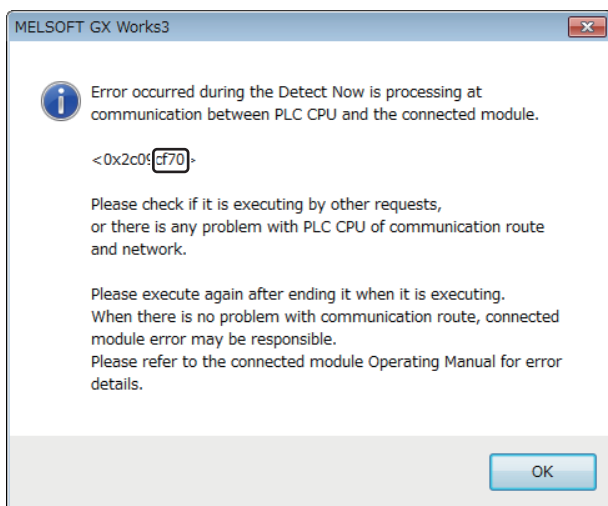 MELSOFT GX Works3
Error occurred during the Detect Now is processing at
communication between PLC CPU and the connected module.
<0x2c09cf70>
Please check if it is executing by other requests,
or there is any problem with PLC CPU of communication route
and network.
Please execute again after ending it when it is executing.
When there is no problem with communication route, connected
module error may be responsible.
Please refer to the connected module Operating Manual for error
details.
OK